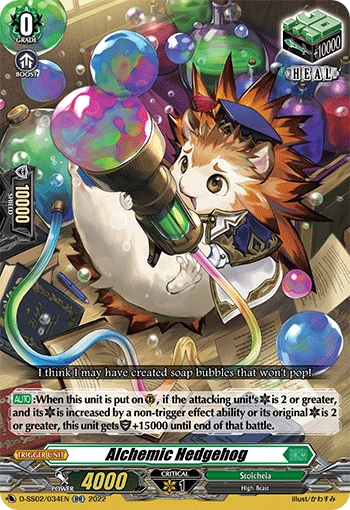 0
GRADE
BOOST
+10000
HEAL
SHIELD
10000
I think I may have created soap bubbles that won't pop!
AUTO:When this unit is put on , if the attacking unit's is 2 or greater,
and its is increased by a non-trigger effect ability or its original is 2
or greater, this unit gets +15000 until end of that battle.
TRIGGER UNIT
Alchemic Hedgehog
POWER
4000
CRITICAL
1
Stoicheia
High Beast
D-SS02/034EN 2022
illust/かわすみ